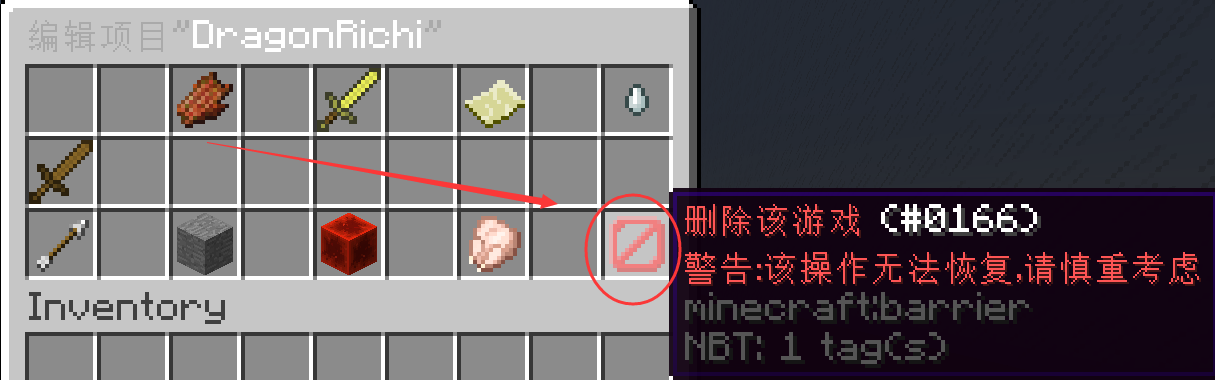 编辑项目"DragonRichi"
删除该游戏 (#0166)
警告:该操作无法恢复,请慎重考虑
minecraft:barrier
NBT: 1 tag(s)
Inventory